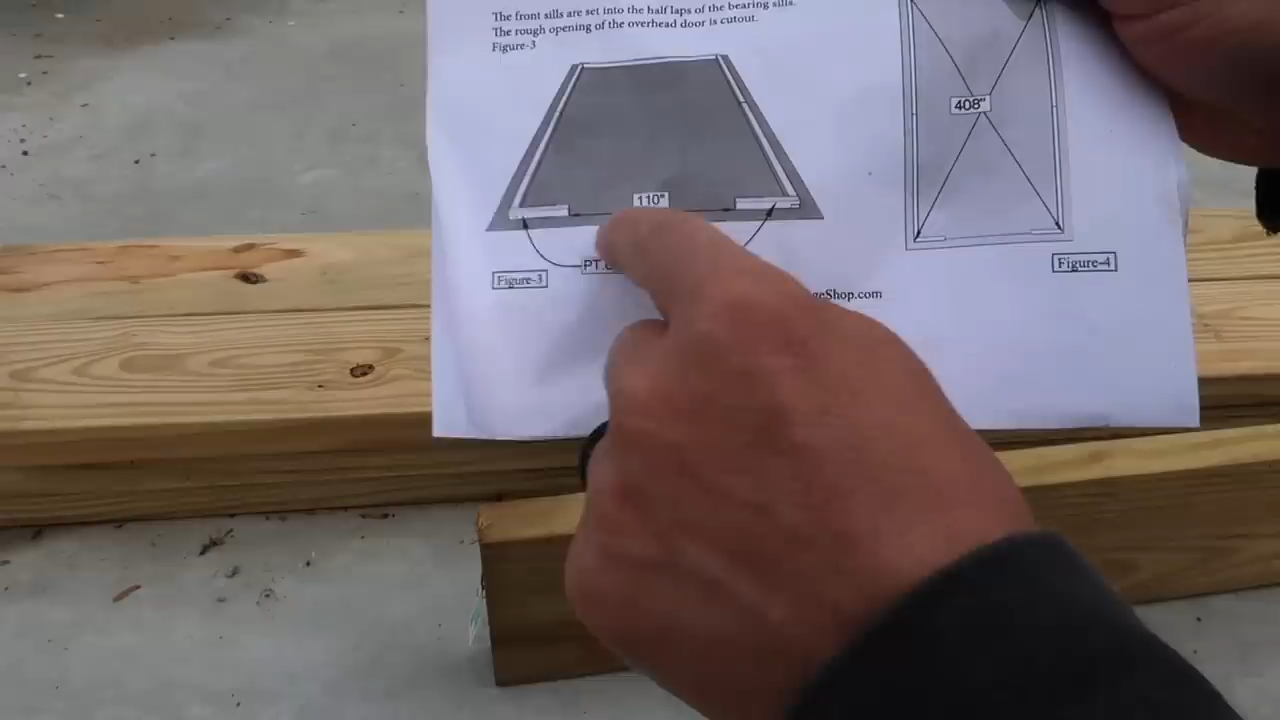 The front sills are set into the half laps of the bearing sills.
The rough opening of the overhead door is cutout.
Figure-3
408"
110"
Figure-3
Figure-4
geShop.com